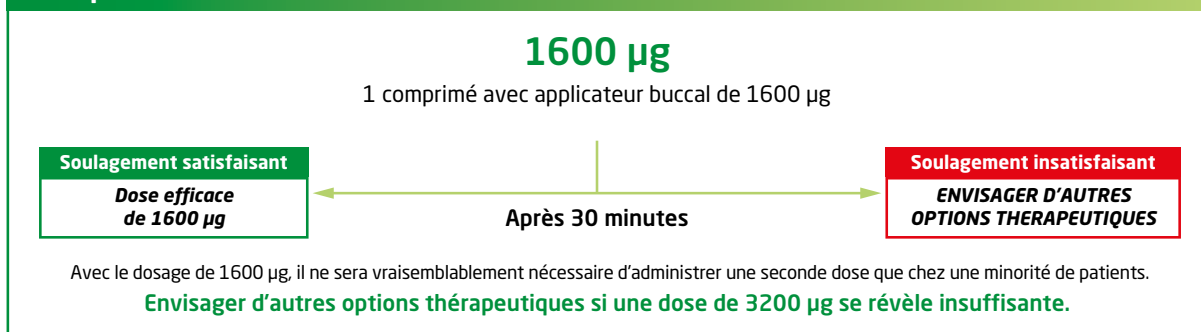 1600 µg
1 comprimé avec applicateur buccal de 1600 µg
Soulagement satisfaisant
Dose efficace
de 1600 µg
Après 30 minutes
Soulagement insatisfaisant
ENVISAGER D'AUTRES
OPTIONS THERAPEUTIQUES
Avec le dosage de 1600 µg, il ne sera vraisemblablement nécessaire d'administrer une seconde dose que chez une minorité de patients.
Envisager d'autres options thérapeutiques si une dose de 3200 µg se révèle insuffisante.